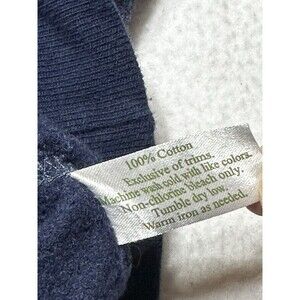 100% Cotton
Exclusive of trims.
Machine wash cold with like colors.
Non-chlorine bleach only.
Tumble dry low.
Warm iron as needed.